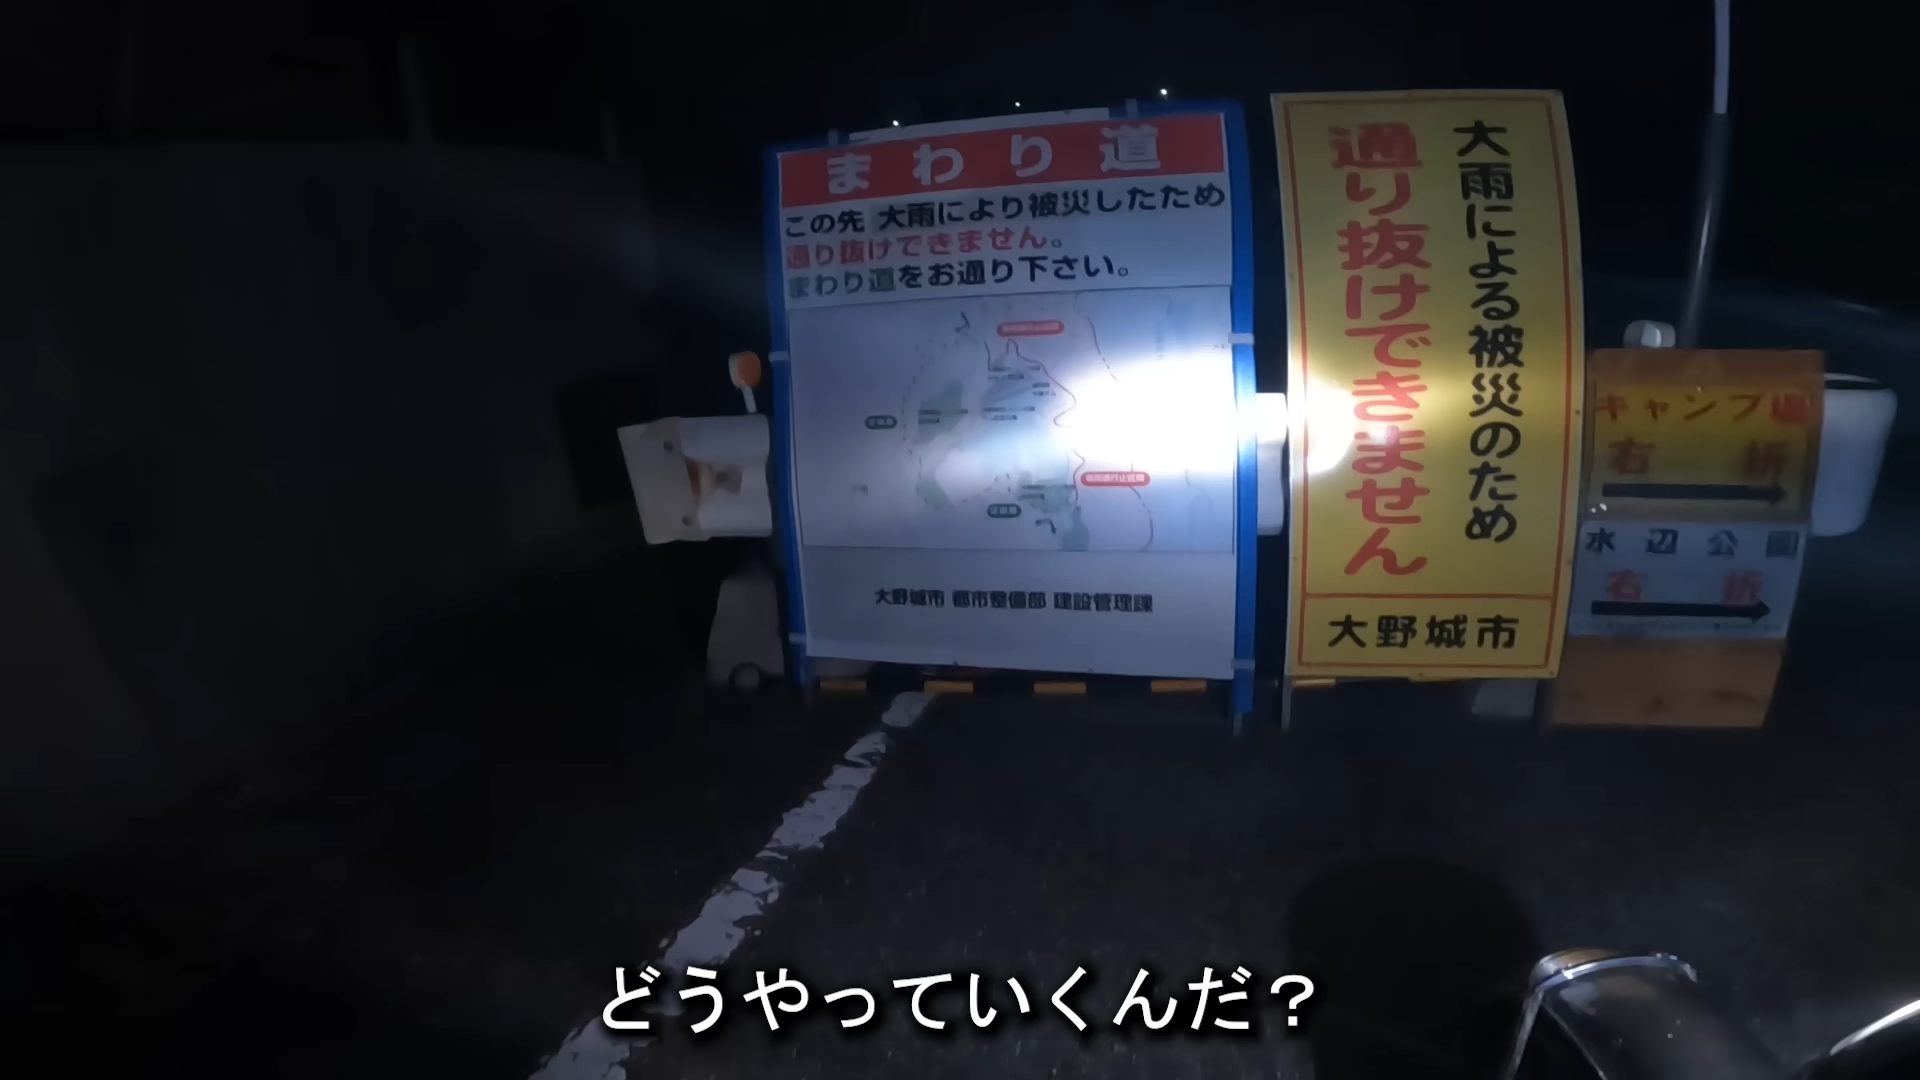 まわり道
この先 大雨により被災したため
通り抜けできません。
まわり道をお通り下さい。
大野城市 都市整備部 建設管理課
大雨による被災のため
通り抜けできません
大野城市
キャンプ場
右 折
水辺公園
右 折
どうやっていくんだ？